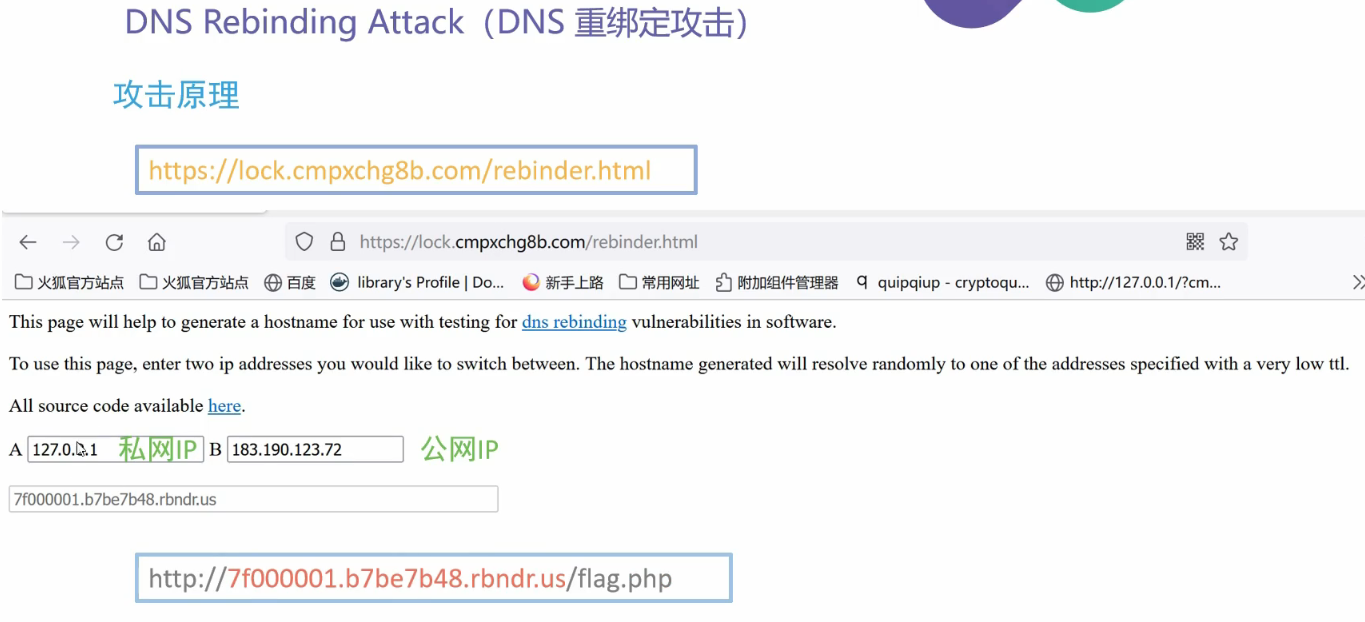 DNS Rebinding Attack（DNS 重绑定攻击）
攻击原理
https://lock.cmpxchg8b.com/rebinder.html
https://lock.cmpxchg8b.com/rebinder.html
火狐官方站点 火狐官方站点 百度 library's Profile | Do... 新手上路 常用网址 附加组件管理器 quipqiup - cryptoqu... http://127.0.0.1/?cm...
This page will help to generate a hostname for use with testing for dns rebinding vulnerabilities in software.
To use this page, enter two ip addresses you would like to switch between. The hostname generated will resolve randomly to one of the addresses specified with a very low ttl.
All source code available here.
A 127.0.0.1 私网IP B 183.190.123.72 公网IP
7f000001.b7be7b48.rbndr.us
http://7f000001.b7be7b48.rbndr.us/flag.php